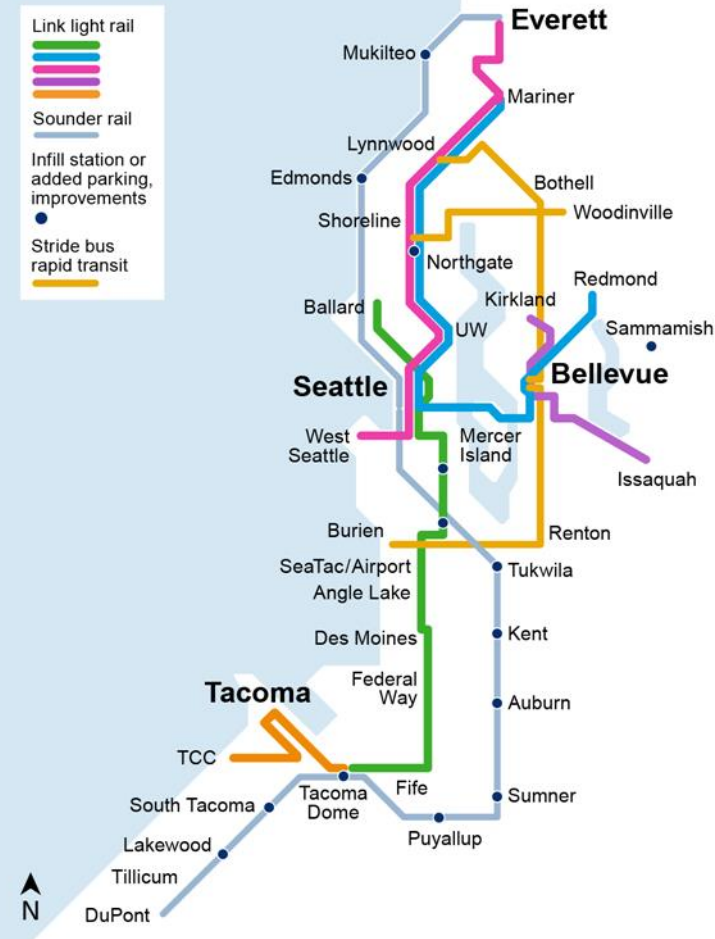 Link light rail
Sounder rail
Infill station or
added parking,
improvements
Stride bus
rapid transit
Everett
Mukilteo
Mariner
Lynnwood
Edmonds
Bothell
Woodinville
Shoreline
Northgate
Redmond
Kirkland
Ballard
UW
Sammamish
Seattle
Bellevue
West
Seattle
Mercer
Island
Issaquah
Burien
Renton
SeaTac/Airport
Tukwila
Angle Lake
Des Moines
Kent
Federal
Way
Tacoma
Auburn
TCC
Fife
Tacoma
Dome
Sumner
South Tacoma
Puyallup
Lakewood
Tillicum
DuPont
N